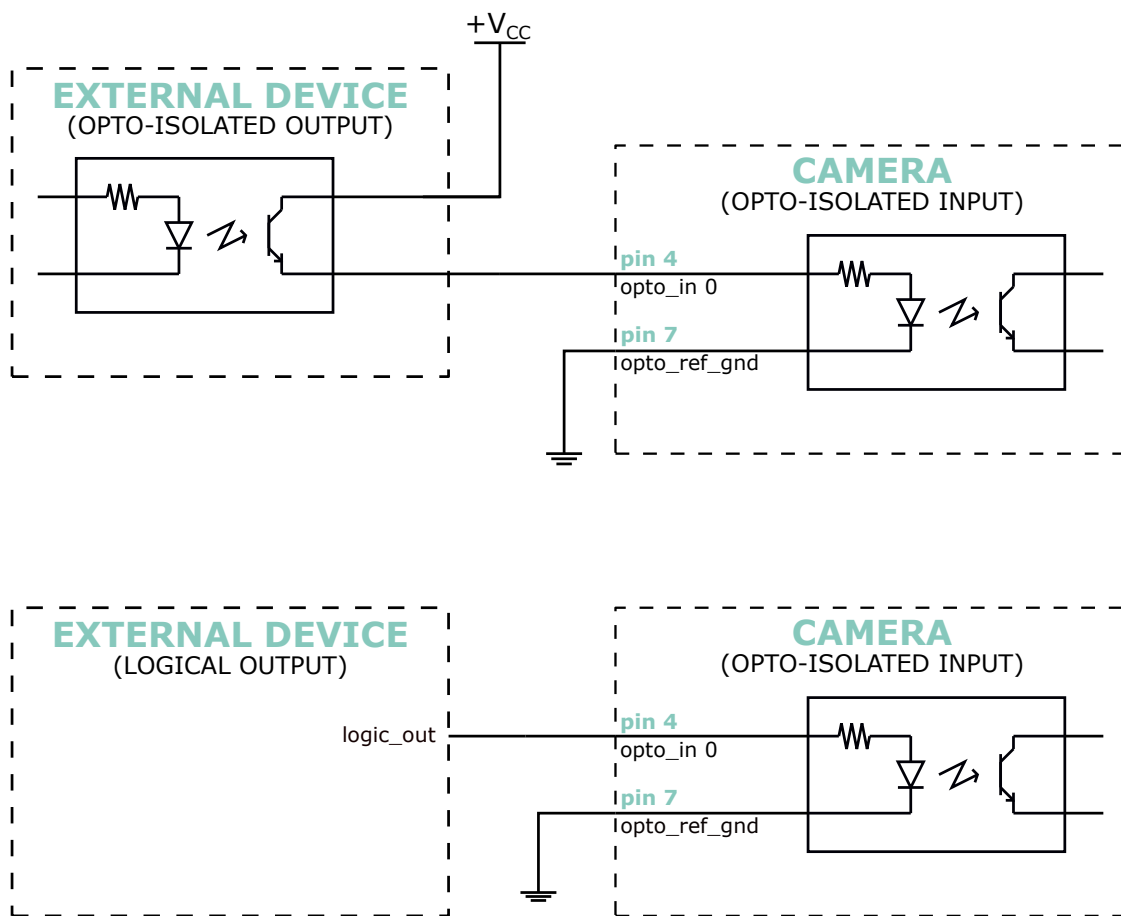 +VCC
EXTERNAL DEVICE
(OPTO-ISOLATED OUTPUT)
CAMERA
(OPTO-ISOLATED INPUT)
pin 4
opto_in 0
pin 7
opto_ref_gnd
EXTERNAL DEVICE
(LOGICAL OUTPUT)
logic_out
CAMERA
(OPTO-ISOLATED INPUT)
pin 4
opto_in 0
pin 7
opto_ref_gnd